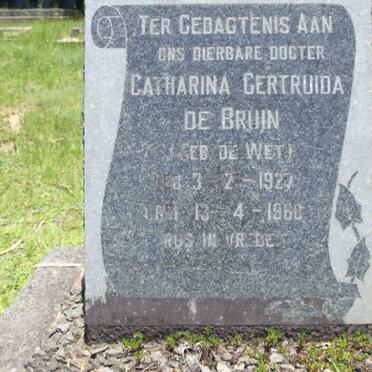 TER GEDAGTENIS AAN
ONS DIERBARE DOGTER
CATHARINA GERTRUIDA
DE BRUIN
(GEB DE WET)
GEB 3-2-1927
13-4-1960
RUS IN VREDE